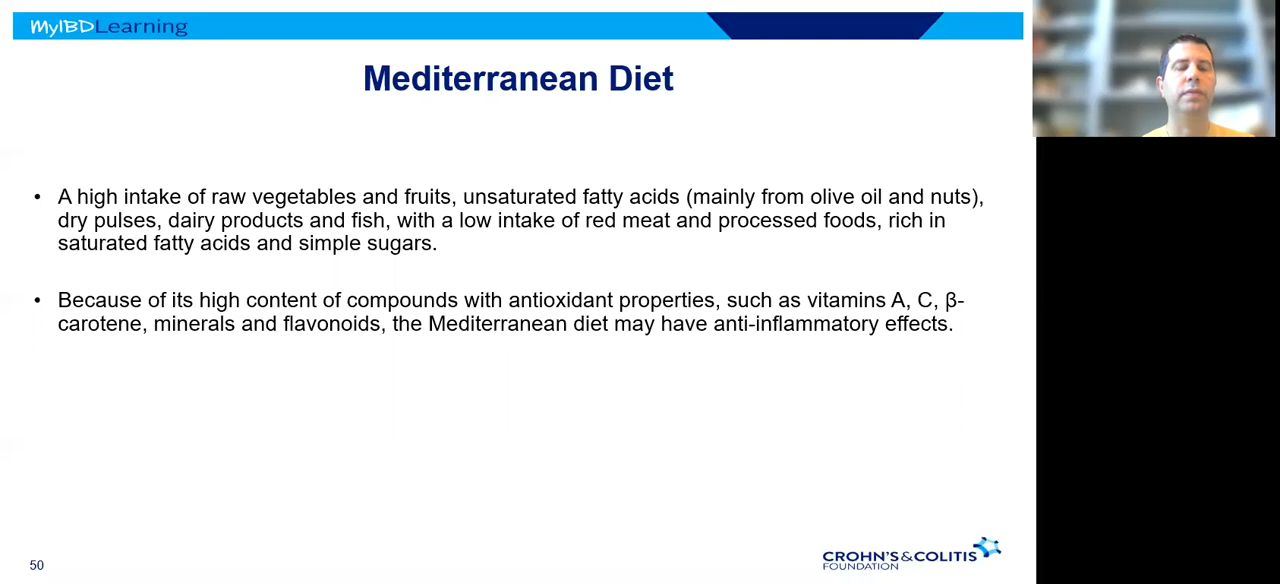 MyIBDLearning
Mediterranean Diet
• A high intake of raw vegetables and fruits, unsaturated fatty acids (mainly from olive oil and nuts),
dry pulses, dairy products and fish, with a low intake of red meat and processed foods, rich in
saturated fatty acids and simple sugars.
• Because of its high content of compounds with antioxidant properties, such as vitamins A, C, β-
carotene, minerals and flavonoids, the Mediterranean diet may have anti-inflammatory effects.
50
CROHN'S & COLITIS
FOUNDATION